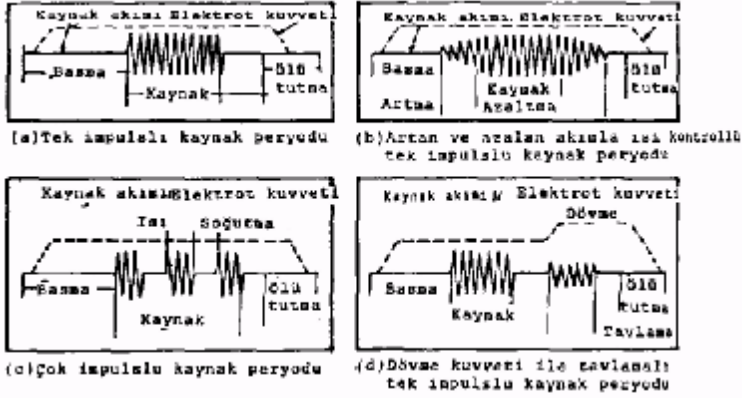 Kaynak akımı Elektrot kuvveti
Basma
Kaynak
ölü
tutma
(a)Tek impulslı kaynak peryodu
Kaynak akımı Elektrot kuvveti
Basma
Artma
Kaynak
Azaltma
ölü
tutma
(b)Artan ve azalan akımla ısı kontrollü
tek impulslu kaynak peryodu
Kaynak akımı Elektrot kuvveti
Isı Soğutma
Basma
Kaynak
ölü
tutma
(c)Çok impulslu kaynak peryodu
Kaynak akımı Elektrot kuvveti
Dövme
Basma
Kaynak
ölü
tutma
Tavlama
(d)Dövme kuvveti ile tavlamalı
tek impulslu kaynak peryodu